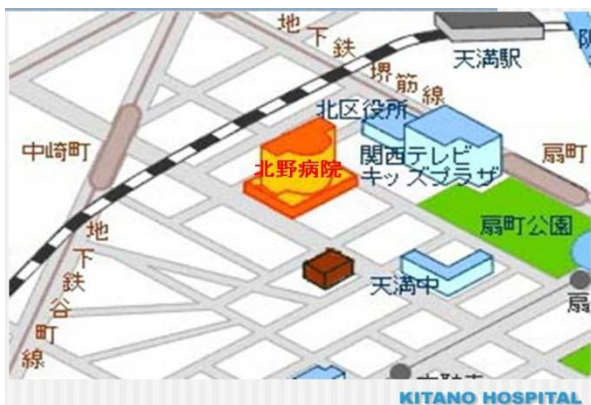 地下鉄堺筋線
天満駅
北区役所
中崎町
北野病院
関西テレビ
キッズプラザ
扇町
扇町公園
地下鉄谷町線
天満中
扇
KITANO HOSPITAL